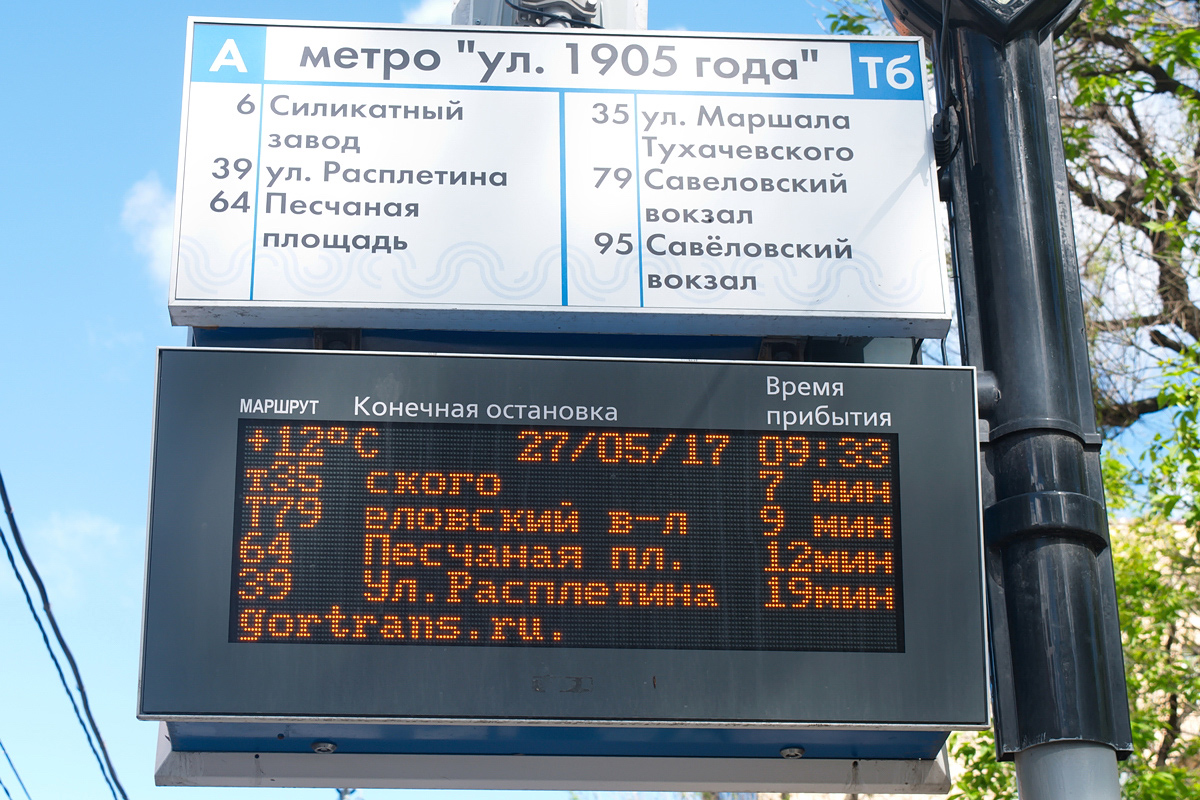 А метро "ул. 1905 года" Тб
6 Силикатный
завод
39 ул. Расплетина
64 Песчаная
площадь
35 ул. Маршала
Тухачевского
79 Савеловский
вокзал
95 Савёловский
вокзал
МАРШРУТ Конечная остановка Время
прибытия
+12°C 27/05/17 09:33
т35 ского 7 мин
Т79 еловский в-л 9 мин
64 Песчаная пл. 12мин
39 Ул.Расплетина 19мин
gortrans.ru.